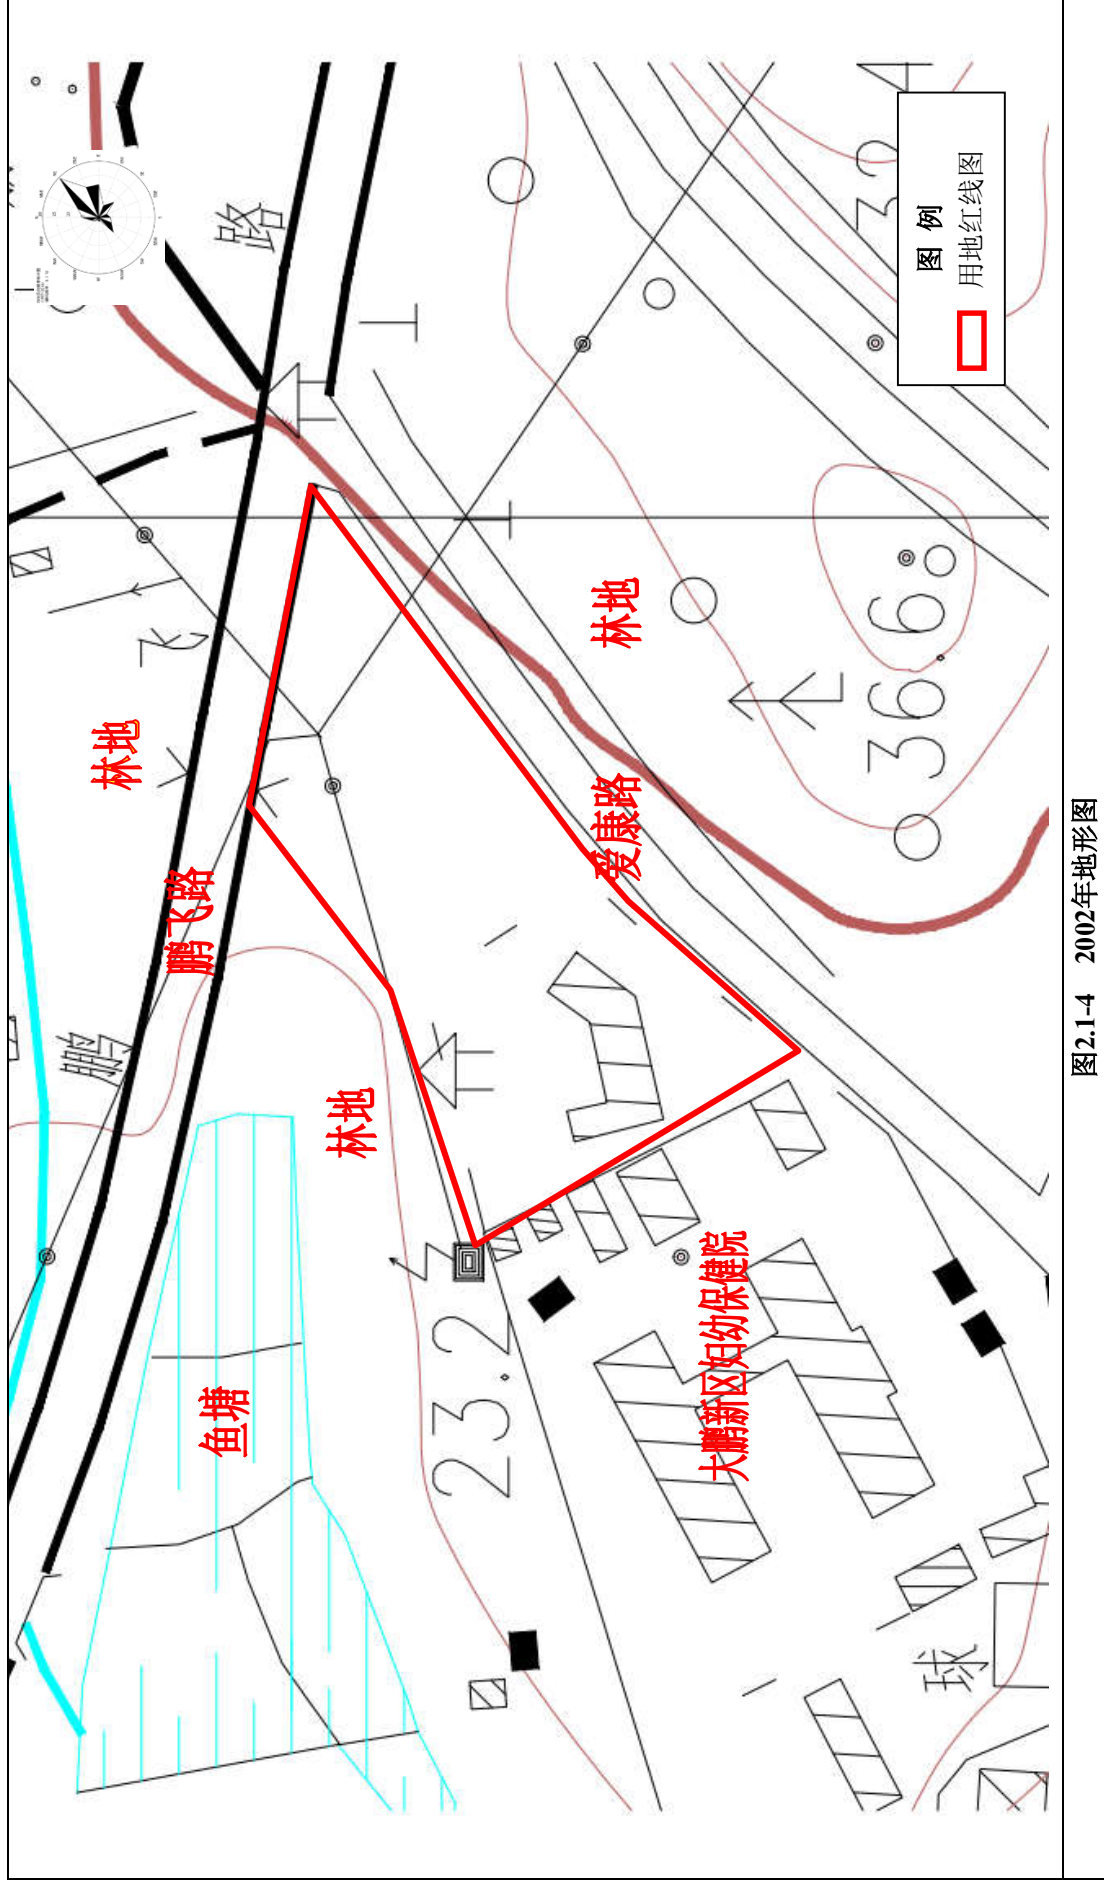 路
32
图 例
用地红线图
林地
36.6
林地
爱康路
鹏飞路
鹏
林地
23.2
鱼塘
大鹏新区妇幼保健院
球
图2.1-4 2002年地形图